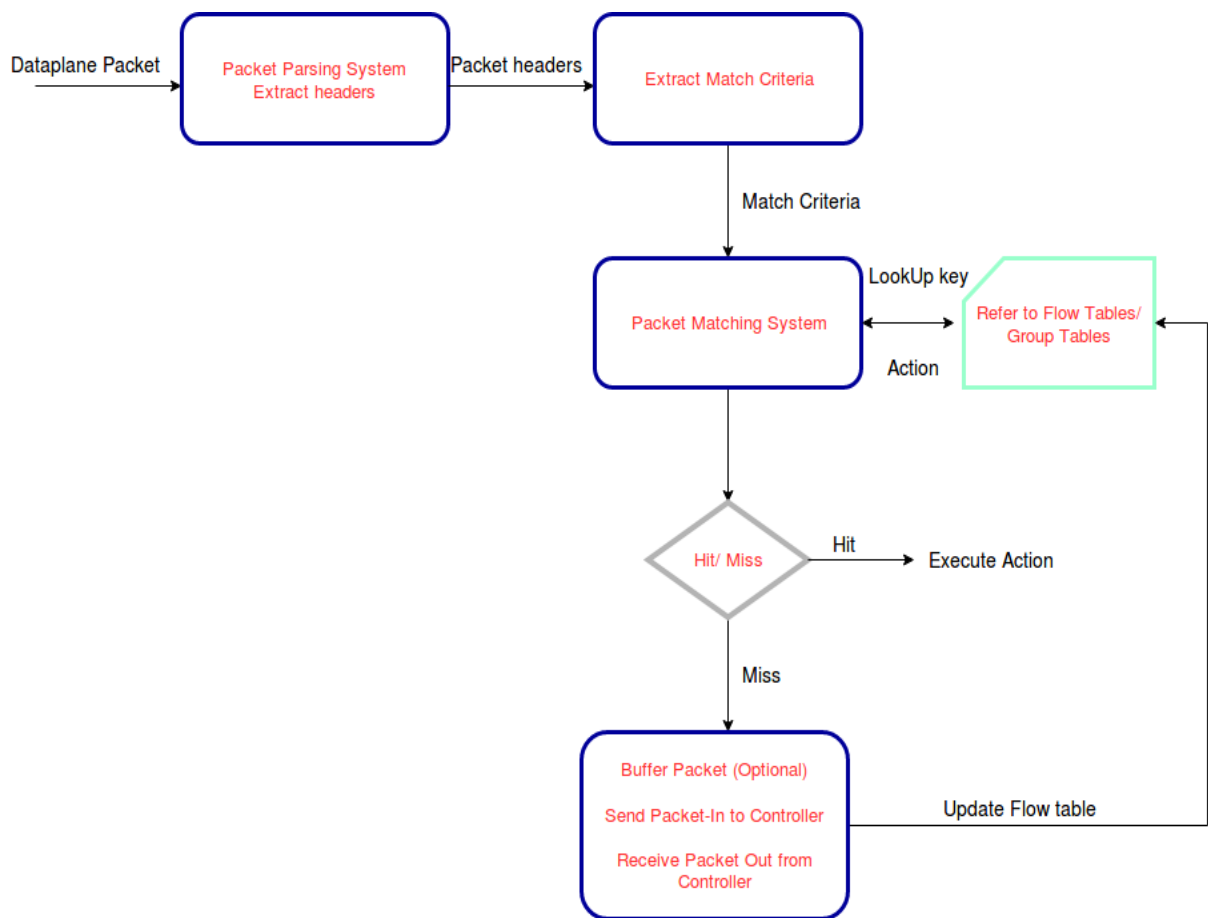 Dataplane Packet
Packet Parsing System
Extract headers
Packet headers
Extract Match Criteria
Match Criteria
Packet Matching System
LookUp key
Action
Refer to Flow Tables/
Group Tables
Hit/ Miss
Hit
Execute Action
Miss
Buffer Packet (Optional)
Send Packet-In to Controller
Receive Packet Out from
Controller
Update Flow table